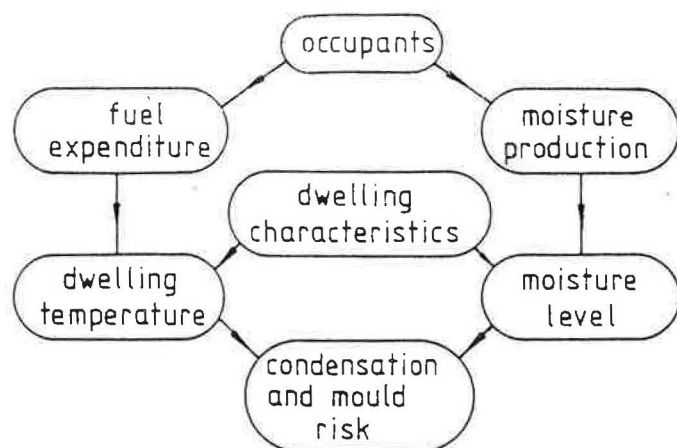 occupants
fuel
expenditure
moisture
production
dwelling
characteristics
dwelling
temperature
moisture
level
condensation
and mould
risk